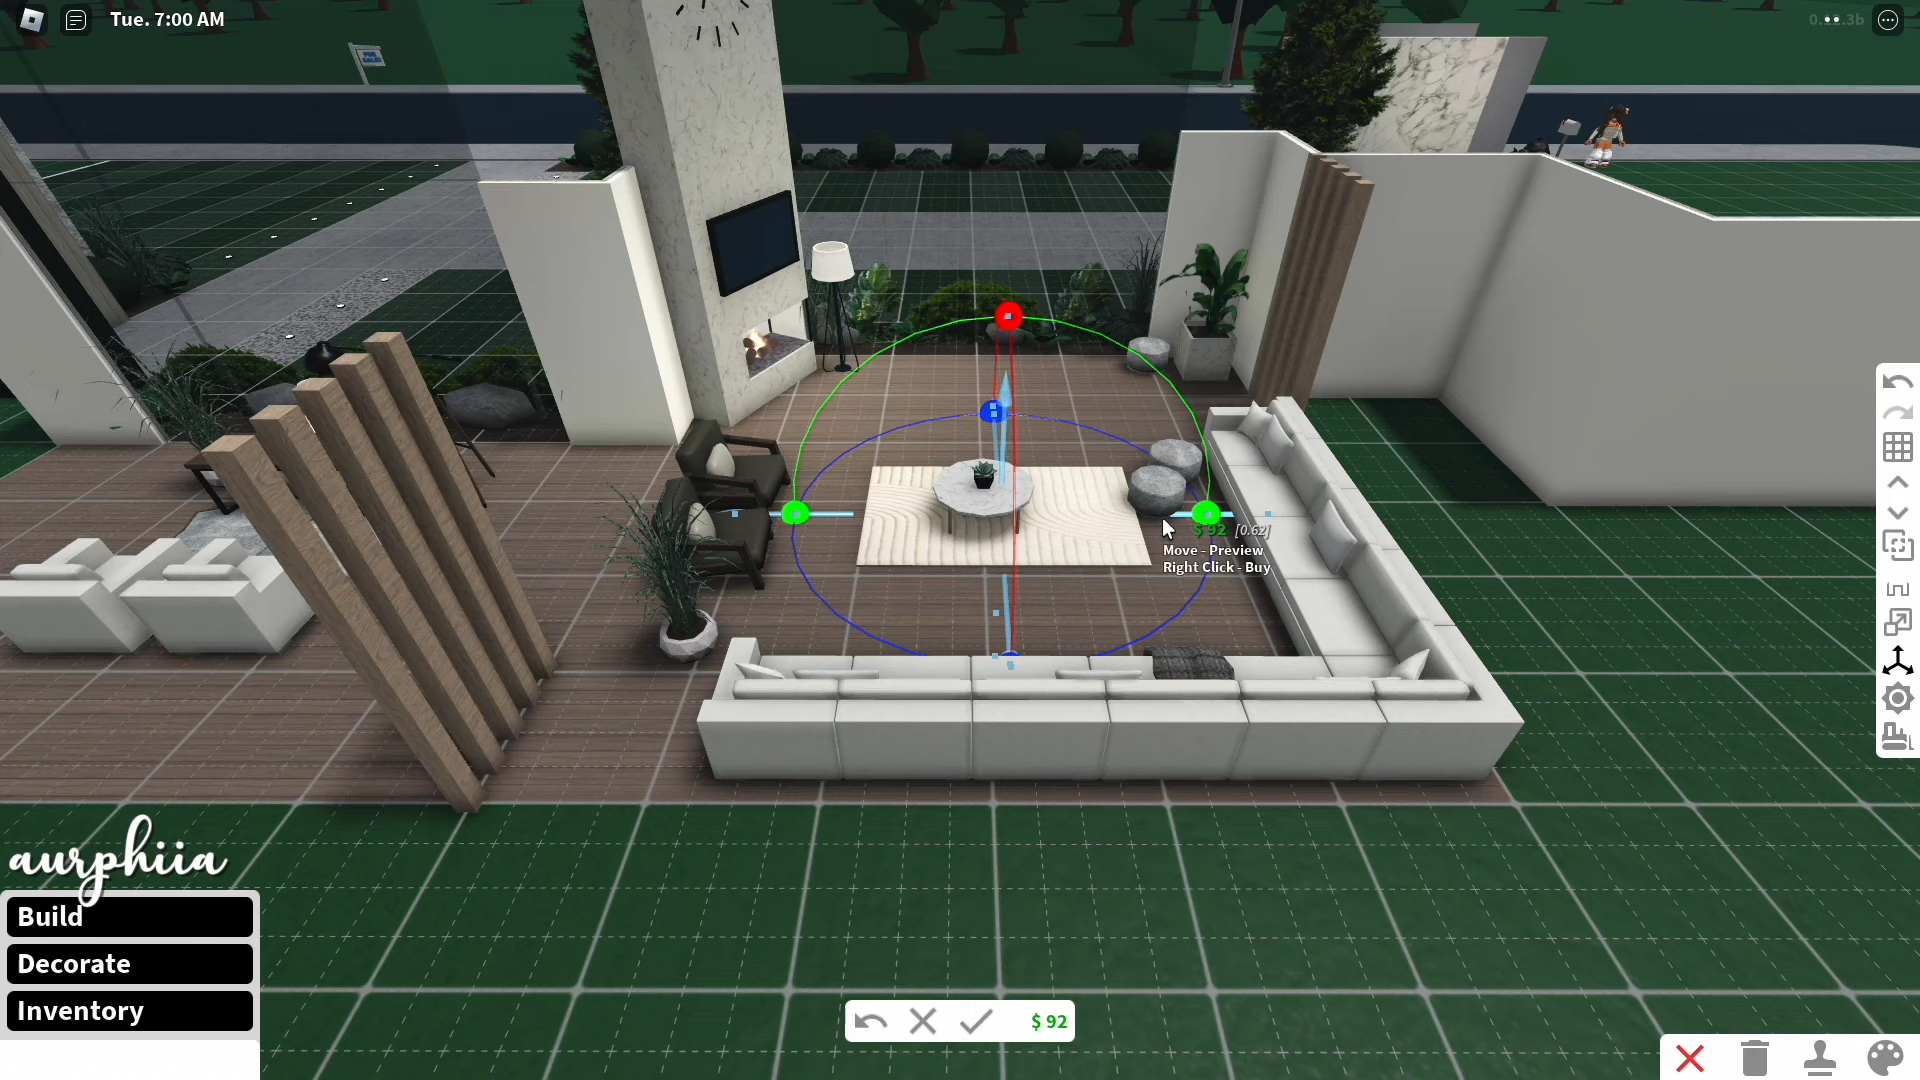 Tue. 7:00 AM
$ 92 [0.62]
Move - Preview
Right Click - Buy
aurphiia
Build
Decorate
Inventory
$ 92